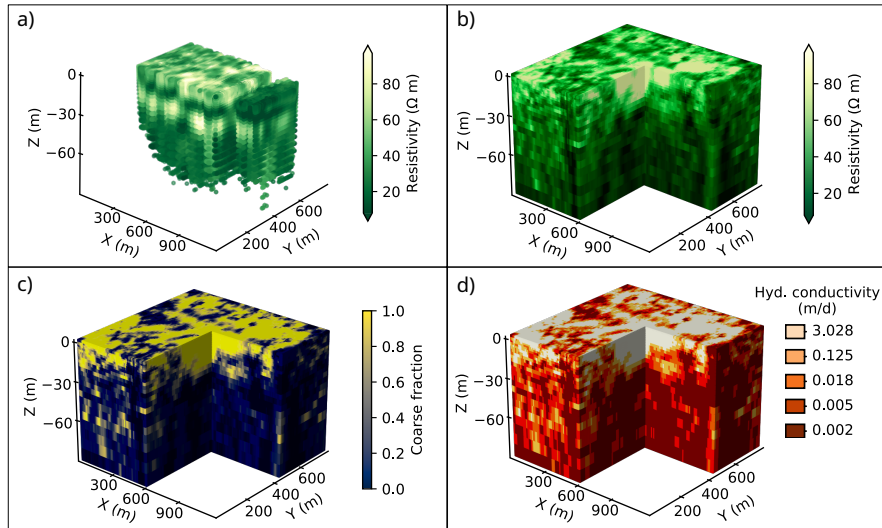 a)
0
−30
−60
Z (m)
300
600
900
X (m)
200
400
600
Y (m)
80
60
40
20
Resistivity (Ω m)
b)
0
−30
−60
Z (m)
300
600
900
X (m)
200
400
600
Y (m)
80
60
40
20
Resistivity (Ω m)
c)
0
−30
−60
Z (m)
300
600
900
X (m)
200
400
600
Y (m)
1.0
0.8
0.6
0.4
0.2
0.0
Coarse fraction
d)
0
−30
−60
Z (m)
300
600
900
X (m)
200
400
600
Y (m)
Hyd. conductivity
(m/d)
3.028
0.125
0.018
0.005
0.002